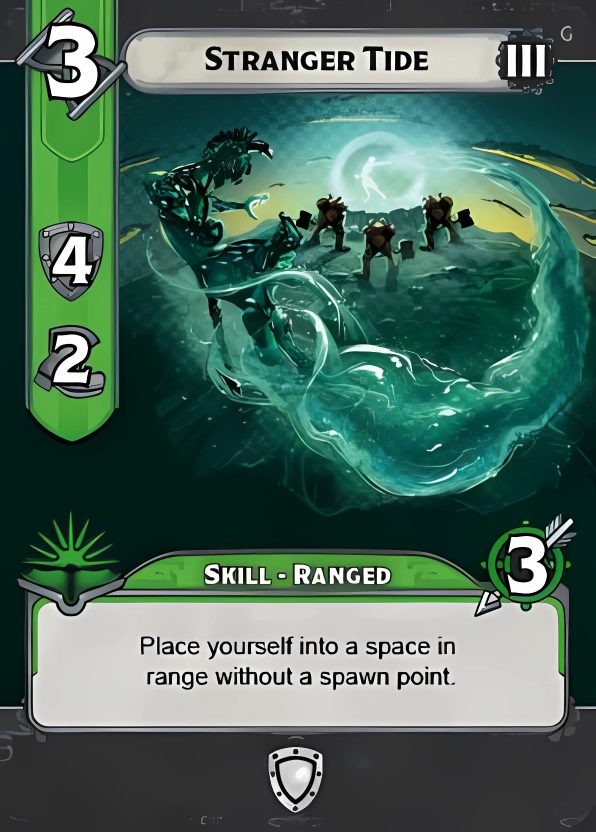 3
STRANGER TIDE
III
G
4
2
SKILL - RANGED
3
Place yourself into a space in
range without a spawn point.